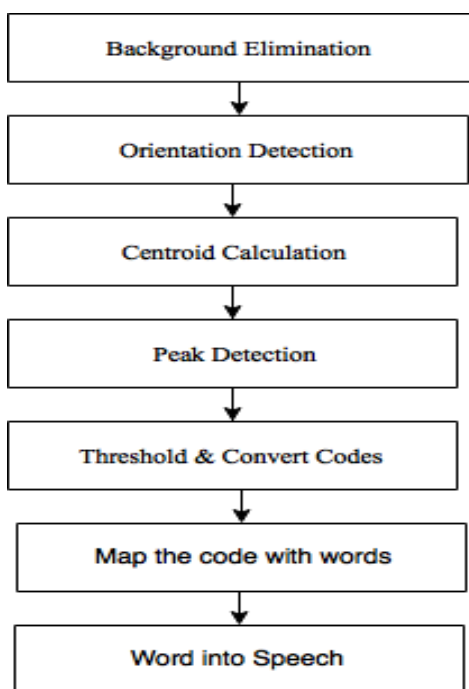 Background Elimination
Orientation Detection
Centroid Calculation
Peak Detection
Threshold & Convert Codes
Map the code with words
Word into Speech